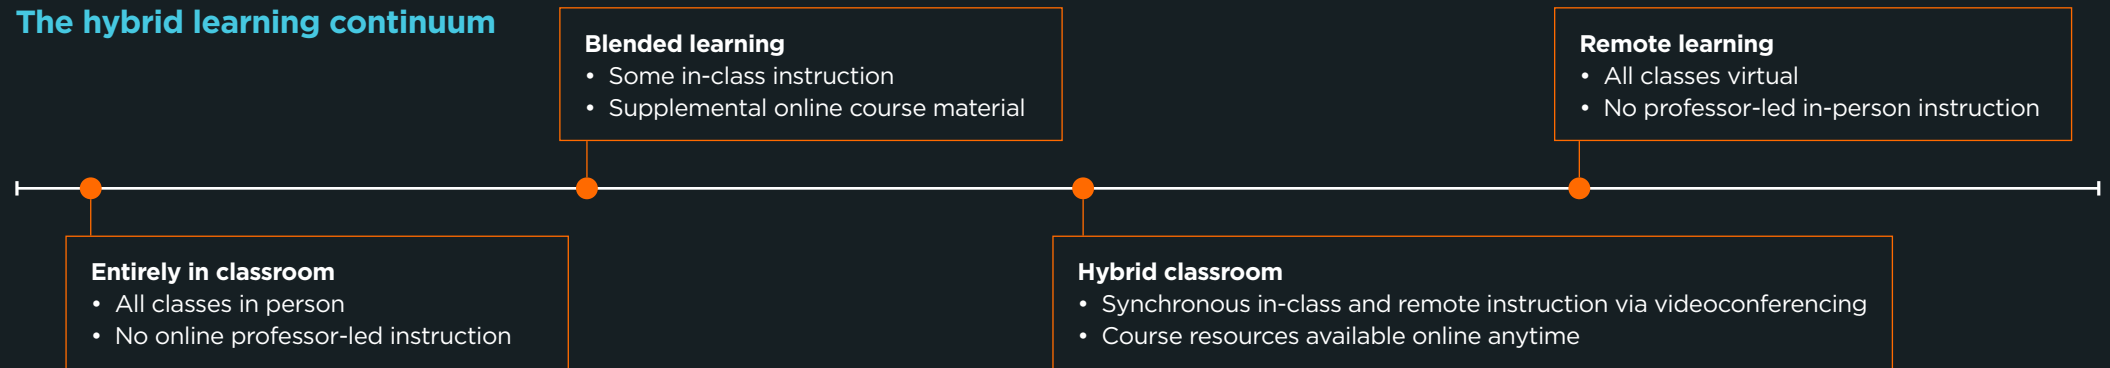 The hybrid learning continuum
Blended learning
• Some in-class instruction
• Supplemental online course material
Remote learning
• All classes virtual
• No professor-led in-person instruction
Entirely in classroom
• All classes in person
• No online professor-led instruction
Hybrid classroom
• Synchronous in-class and remote instruction via videoconferencing
• Course resources available online anytime